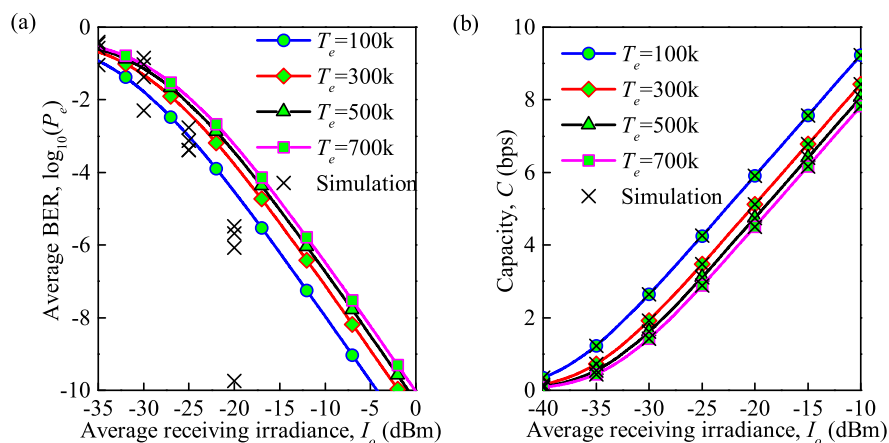 (a)
0
-2
-4
-6
-8
-10
Average BER, log10(Pe)
Te=100k
Te=300k
Te=500k
Te=700k
Simulation
-35 -30 -25 -20 -15 -10 -5 0
Average receiving irradiance, Io (dBm)
(b)
10
8
6
4
2
0
Capacity, C (bps)
Te=100k
Te=300k
Te=500k
Te=700k
Simulation
-40 -35 -30 -25 -20 -15 -10
Average receiving irradiance, Io (dBm)